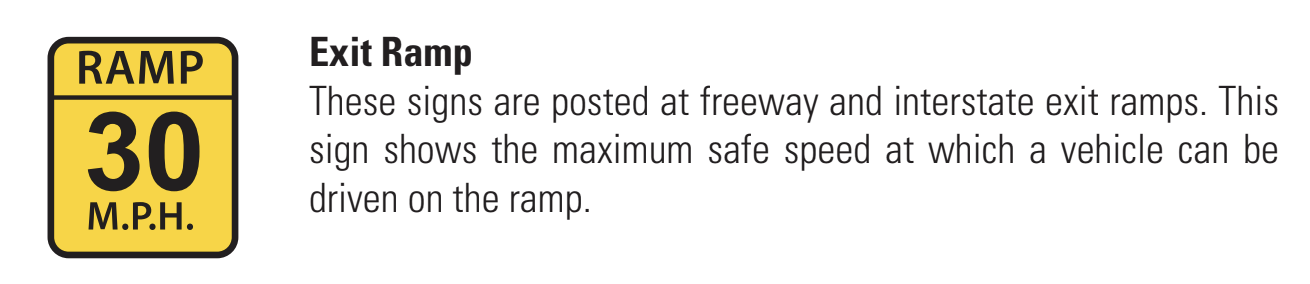 RAMP
30
M.P.H.
Exit Ramp
These signs are posted at freeway and interstate exit ramps. This
sign shows the maximum safe speed at which a vehicle can be
driven on the ramp.